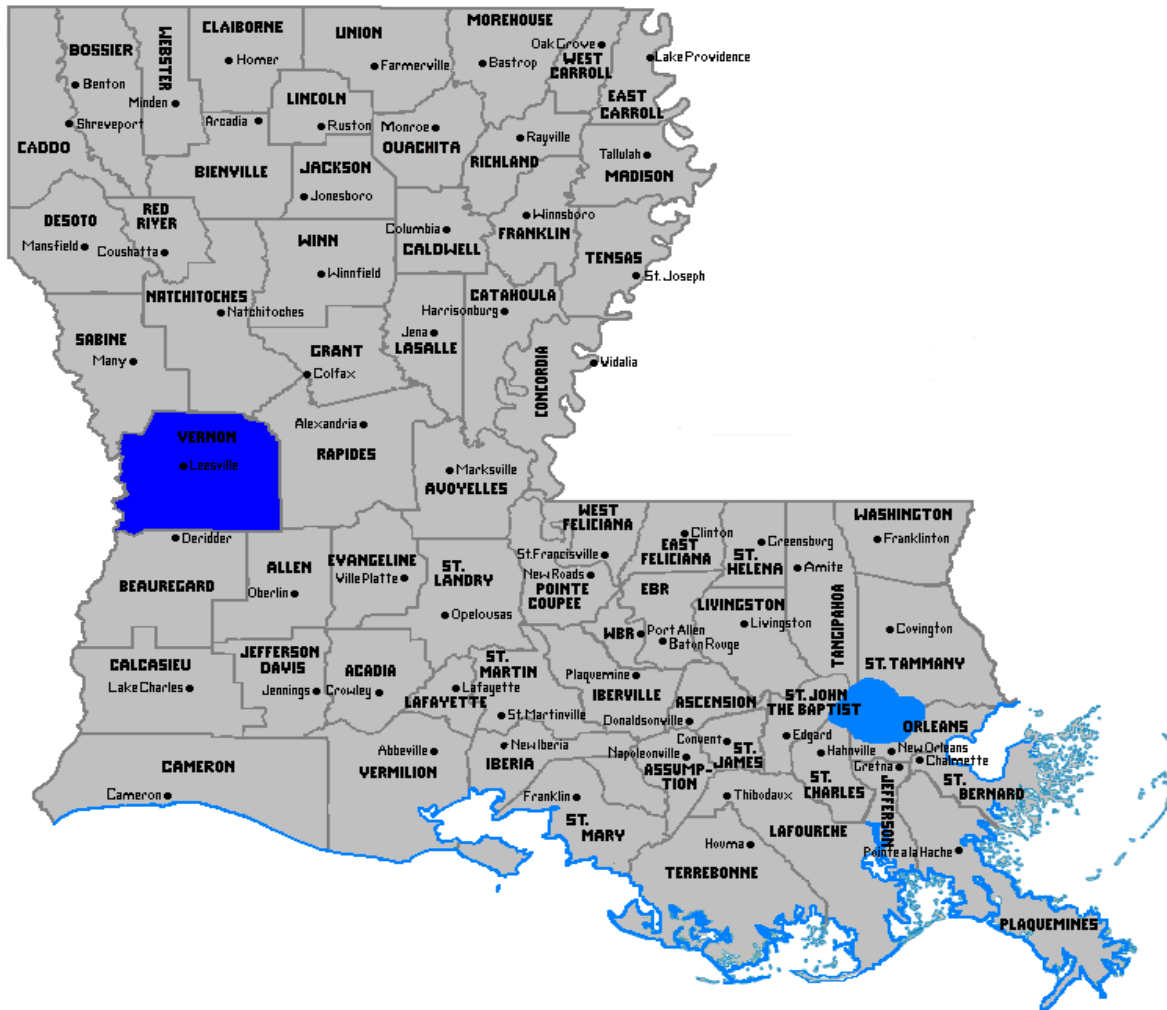 CLAIBORNE
UNION
MOREHOUSE
BOSSIER
WEBSTER
Homer
Farmerville
Bastrop
Oak Grove
WEST
CARROLL
Lake Providence
Benton
Minden
LINCOLN
EAST
CARROLL
Shreveport
Arcadia
Ruston
Monroe
OUACHITA
Rayville
RICHLAND
CADDO
BIENVILLE
JACKSON
Jonesboro
Tallulah
MADISON
DESOTO
Mansfield
RED
RIVER
Coushatta
WINN
Winnfield
Columbia
CALDWELL
Winnsboro
FRANKLIN
TENSAS
St. Joseph
NATCHITOCHES
Natchitoches
CATAHOULA
Harrisonburg
SABINE
Many
GRANT
Colfax
Jena
LASALLE
CONCORDIA
Vidalia
VERNON
Leesville
Alexandria
RAPIDES
Marksville
AVOYELLES
WEST
FELICIANA
St. Francisville
EAST
FELICIANA
Clinton
Greensburg
ST.
HELENA
WASHINGTON
Franklinton
Deridder
BEAUREGARD
ALLEN
Oberlin
EVANGELINE
Ville Platte
ST.
LANDRY
Opelousas
New Roads
POINTE
COUPEE
EBR
Amite
TANGIPAHOA
LIVINGSTON
Livingston
WBR
Port Allen
Baton Rouge
Covington
ST. TAMMANY
CALCASIEU
Lake Charles
JEFFERSON
DAVIS
Jennings
ACADIA
Crowley
LAFAYETTE
Lafayette
ST.
MARTIN
St. Martinville
Plaquemine
IBERVILLE
ASCENSION
Donaldsonville
ST. JOHN
THE BAPTIST
Edgard
ORLEANS
New Orleans
CAMERON
Cameron
Abbeville
VERMILION
New Iberia
IBERIA
Napoleonville
ASSUMP-
TION
Convent
ST.
JAMES
Hahnville
ST.
CHARLES
Gretna
JEFFERSON
Chalmette
ST.
BERNARD
Franklin
ST.
MARY
Thibodaux
LAFOURCHE
Houma
TERREBONNE
Pointe a la Hache
PLAQUEMINES